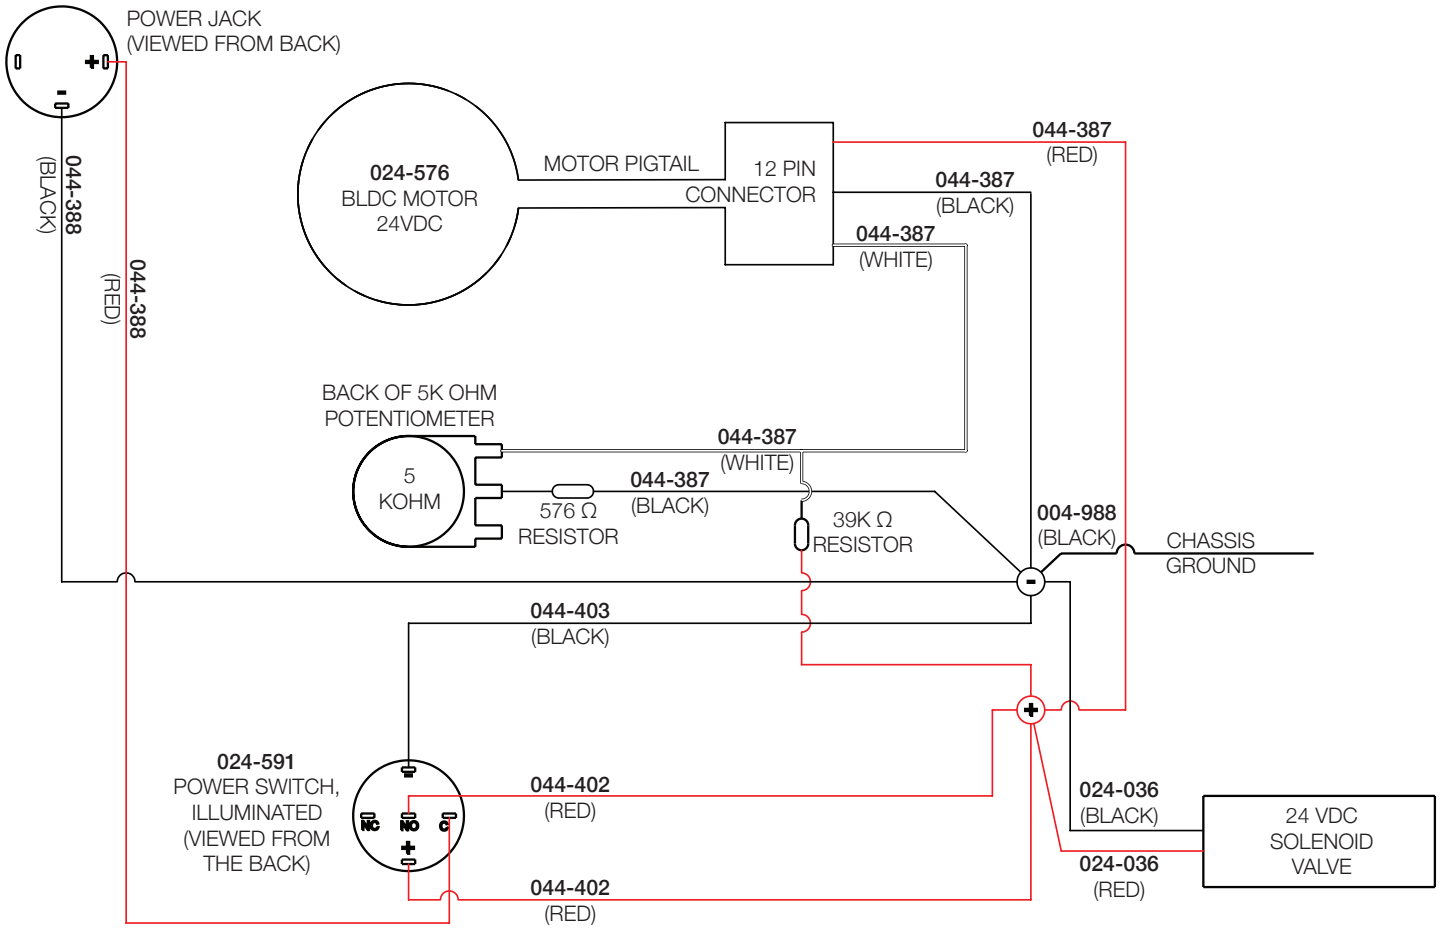 POWER JACK
(VIEWED FROM BACK)
+
-
044-388
(BLACK)
044-388
(RED)
024-576
BLDC MOTOR
24VDC
MOTOR PIGTAIL
12 PIN
CONNECTOR
044-387
(RED)
044-387
(BLACK)
044-387
(WHITE)
BACK OF 5K OHM
POTENTIOMETER
5
KOHM
044-387
(WHITE)
044-387
(BLACK)
576 Ω
RESISTOR
39K Ω
RESISTOR
004-988
(BLACK)
CHASSIS
GROUND
-
044-403
(BLACK)
+
024-591
POWER SWITCH,
ILLUMINATED
(VIEWED FROM
THE BACK)
NC
NO
C
+
044-402
(RED)
044-402
(RED)
024-036
(BLACK)
024-036
(RED)
24 VDC
SOLENOID
VALVE